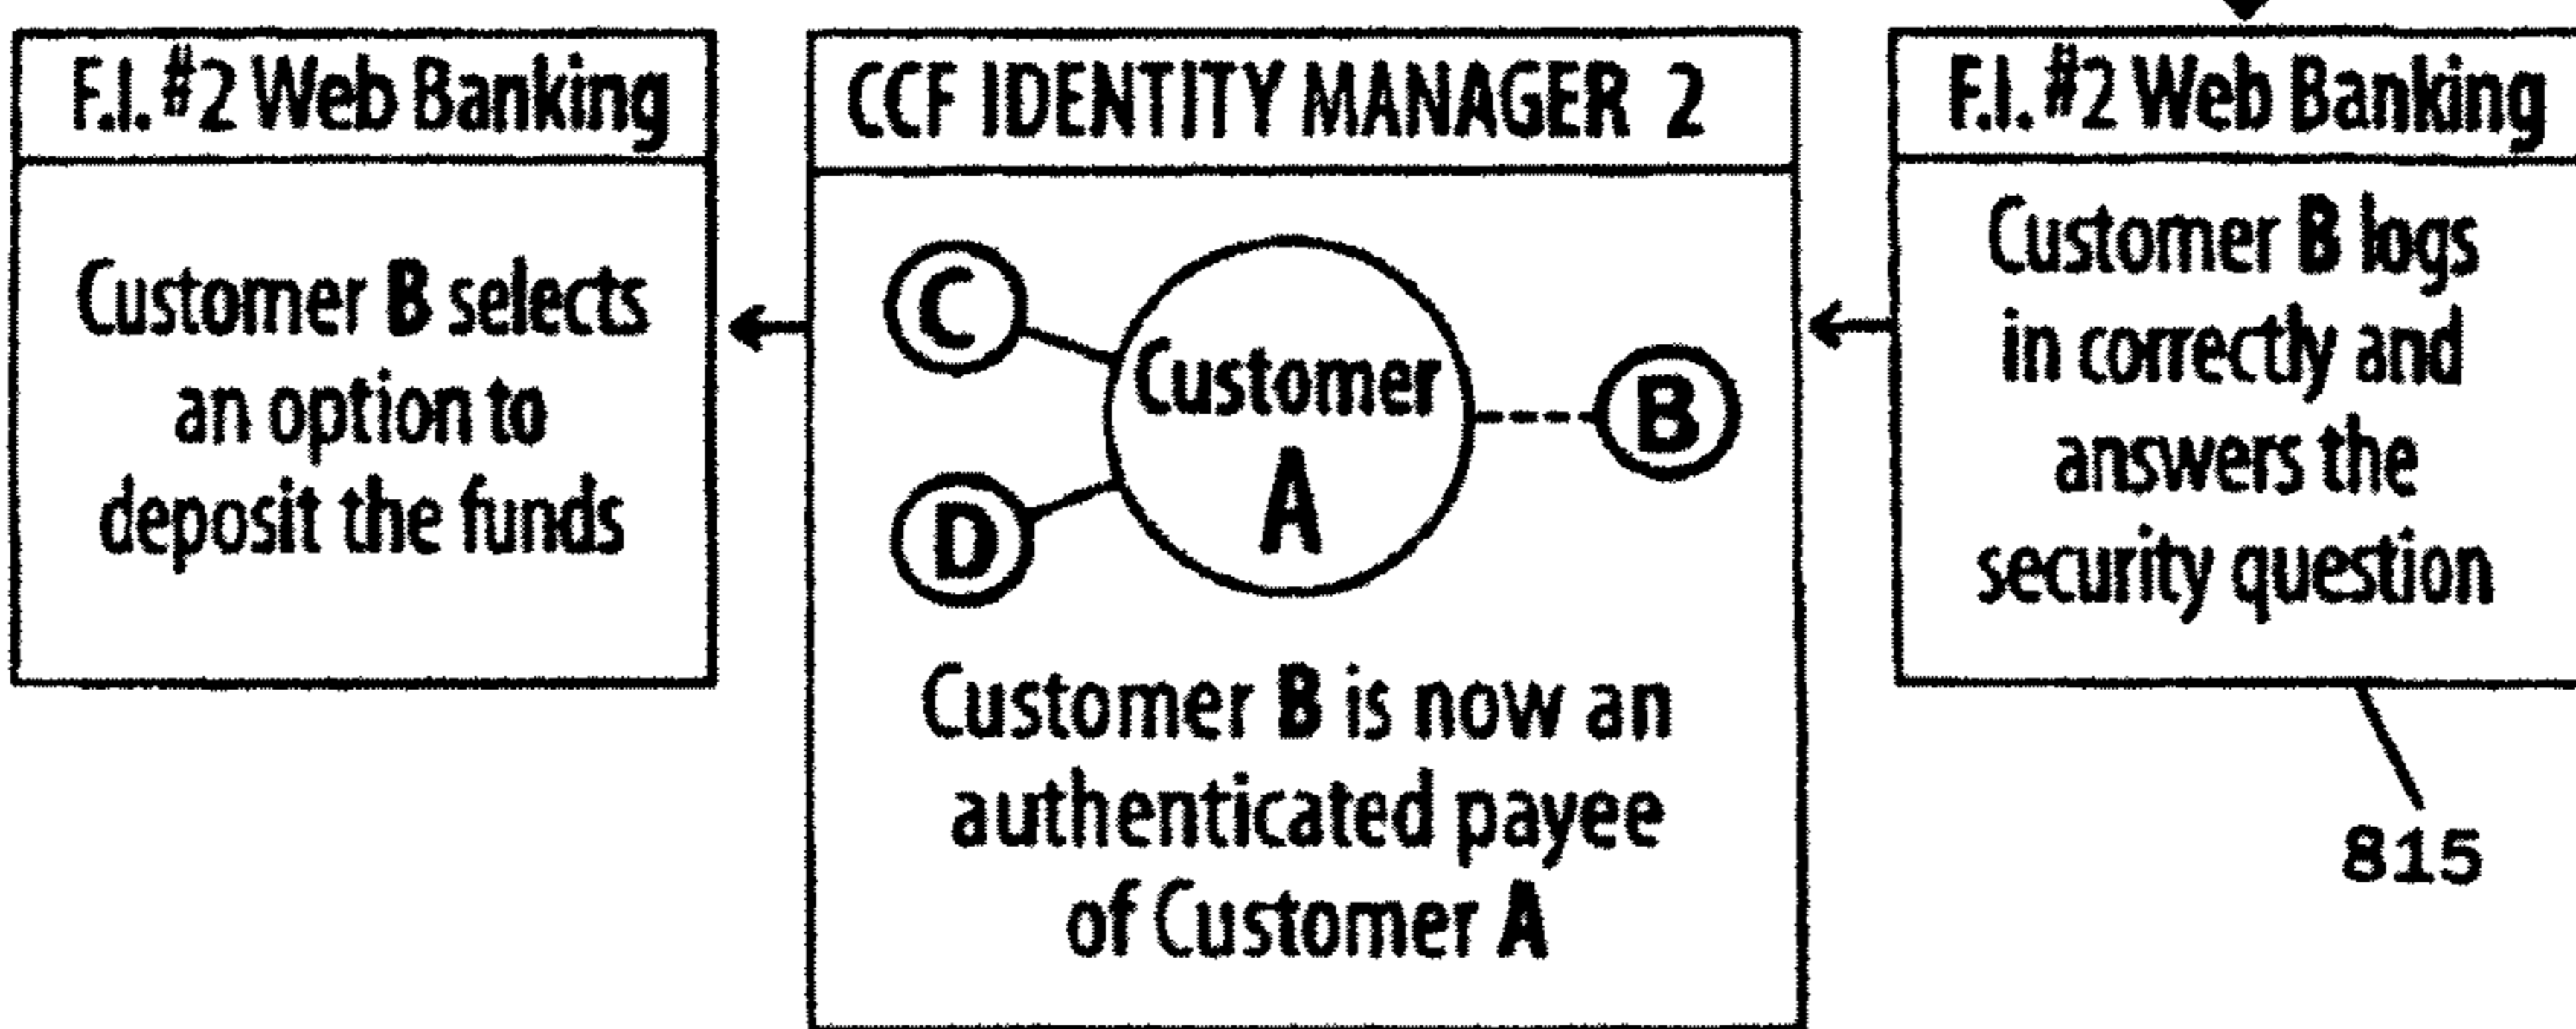 F.I. #2 Web Banking
Customer B selects
an option to
deposit the funds
CCF IDENTITY MANAGER 2
C
Customer
A
B
D
Customer B is now an
authenticated payee
of Customer A
F.I. #2 Web Banking
Customer B logs
in correctly and
answers the
security question
815